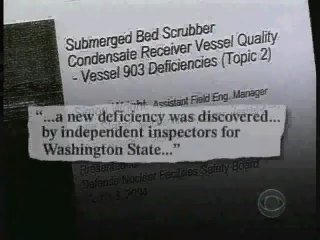 Submerged Bed Scrubber
Condensate Receiver Vessel Quality
- Vessel 903 Deficiencies (Topic 2)
Assistant Field Eng. Manager
"...a new deficiency was discovered...
by independent inspectors for
Washington State..."
Defense Nuclear Facilities Safety Board